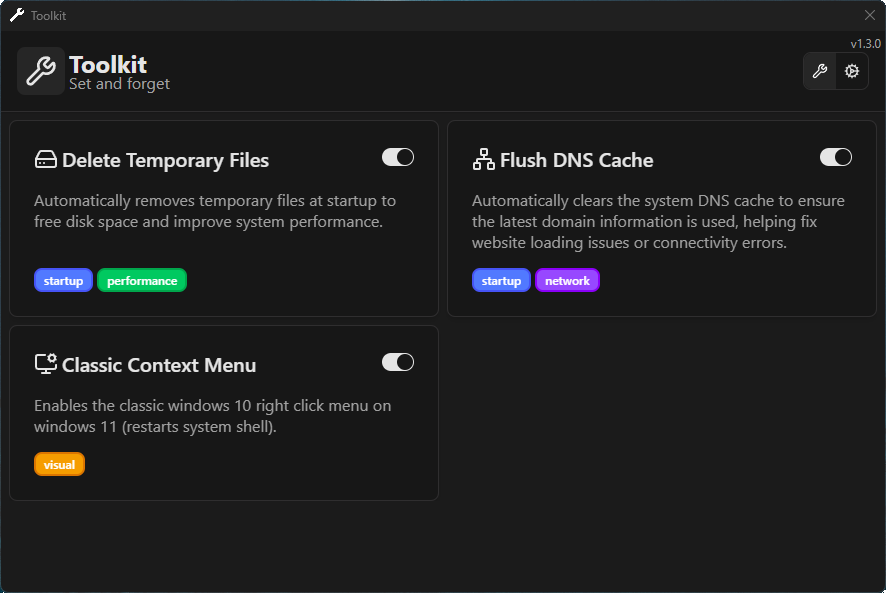 Toolkit
v1.3.0
Toolkit
Set and forget
Delete Temporary Files
Automatically removes temporary files at startup to
free disk space and improve system performance.
startup performance
Flush DNS Cache
Automatically clears the system DNS cache to ensure
the latest domain information is used, helping fix
website loading issues or connectivity errors.
startup network
Classic Context Menu
Enables the classic windows 10 right click menu on
windows 11 (restarts system shell).
visual